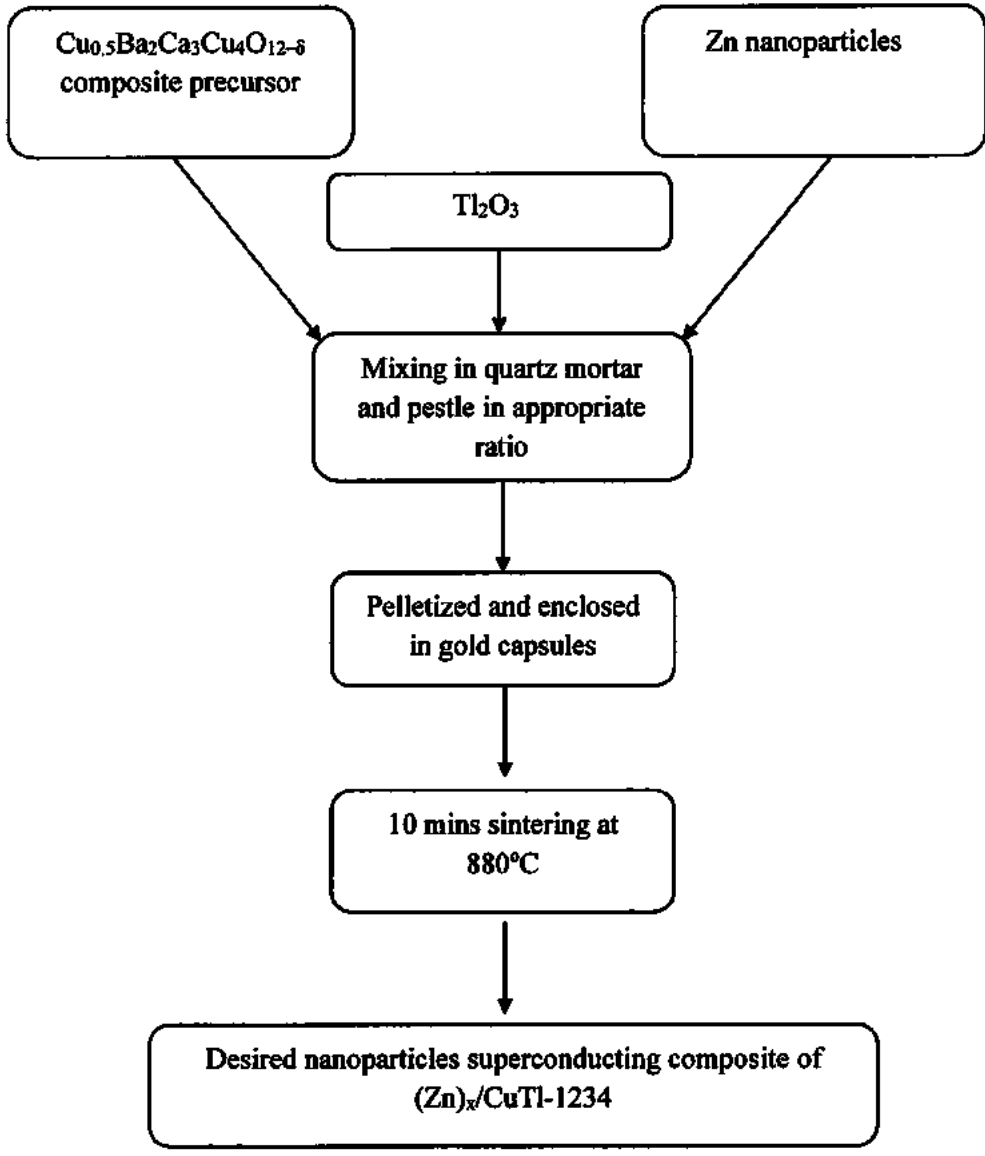 Cu₀.₅Ba₂Ca₃Cu₄O₁₂₋δ
composite precursor
Zn nanoparticles
Tl₂O₃
Mixing in quartz mortar
and pestle in appropriate
ratio
Pelletized and enclosed
in gold capsules
10 mins sintering at
880°C
Desired nanoparticles superconducting composite of
(Zn)ₓ/CuTl-1234